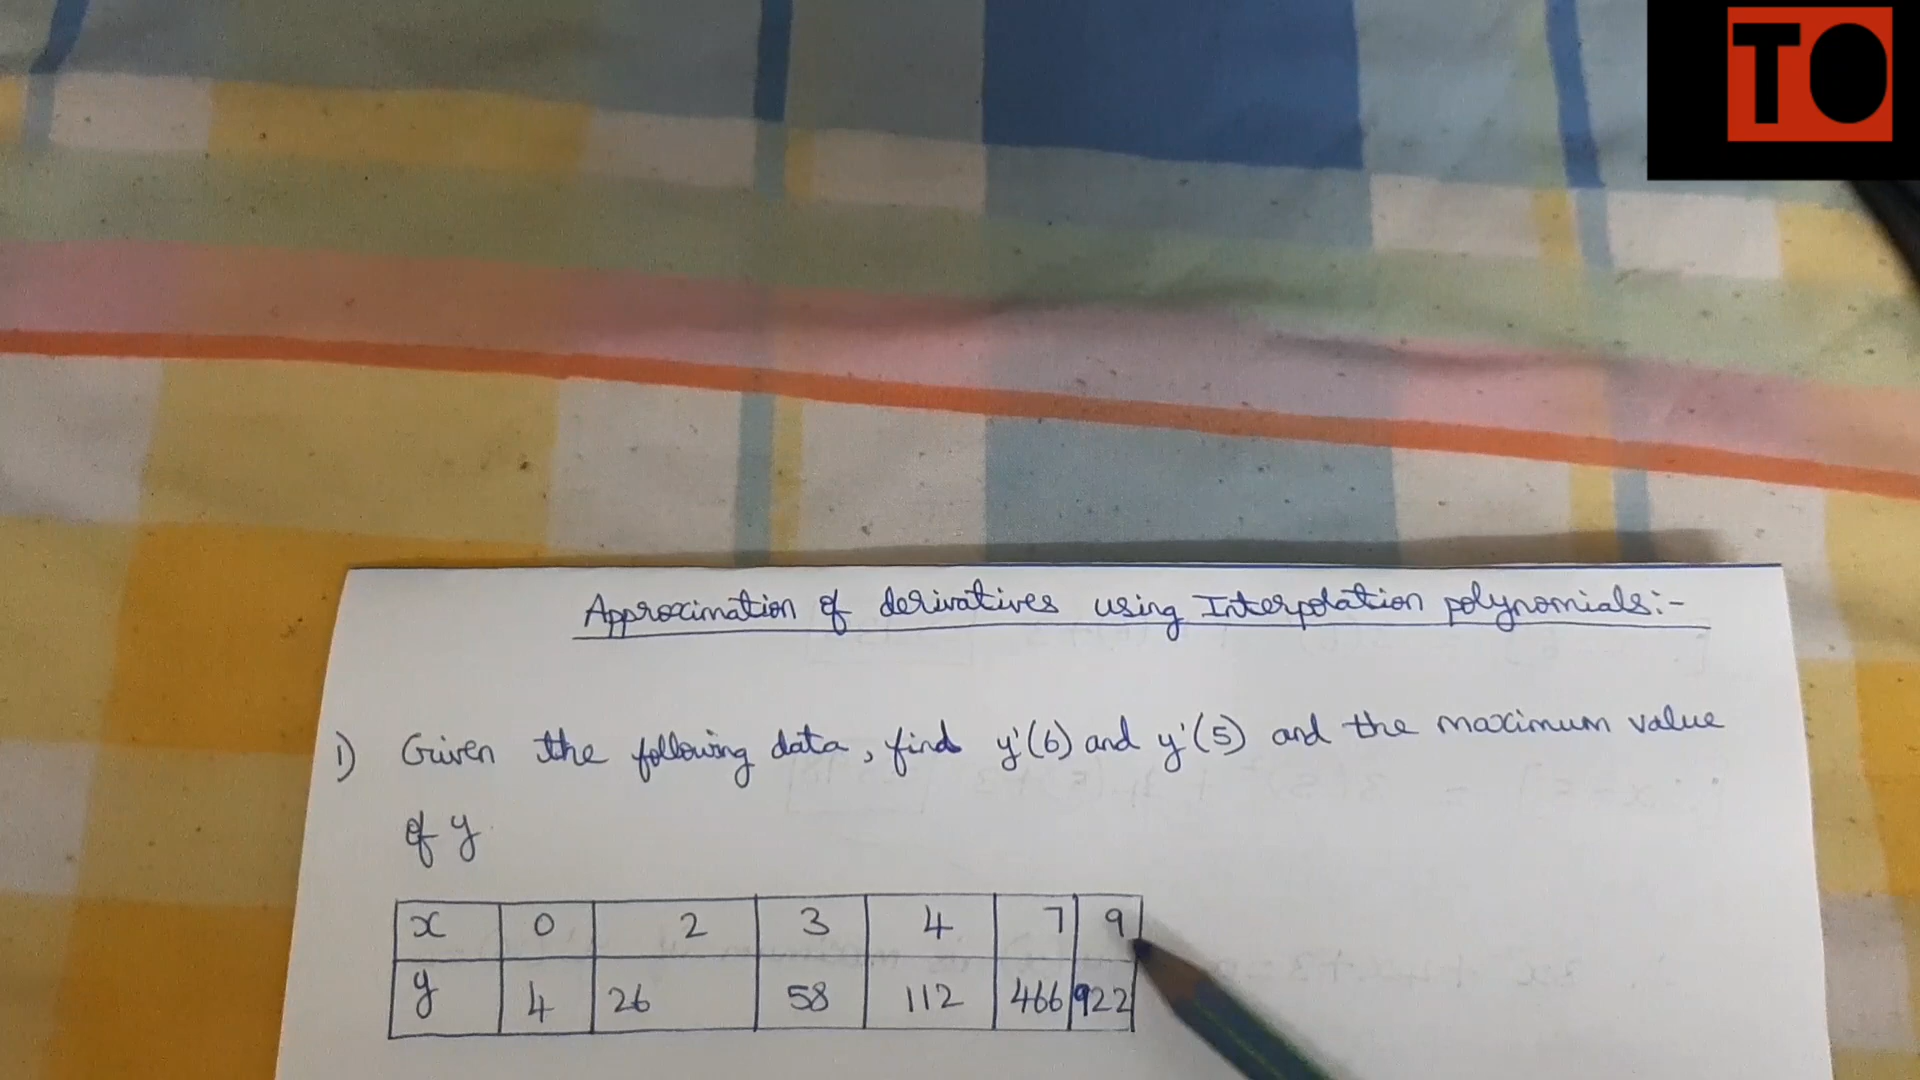 TO
Approximation of derivatives using Interpolation polynomials:-
1) Given the following data, find y'(6) and y'(5) and the maximum value
of y
x 0 2 3 4 7 9
y 4 26 58 112 466 922